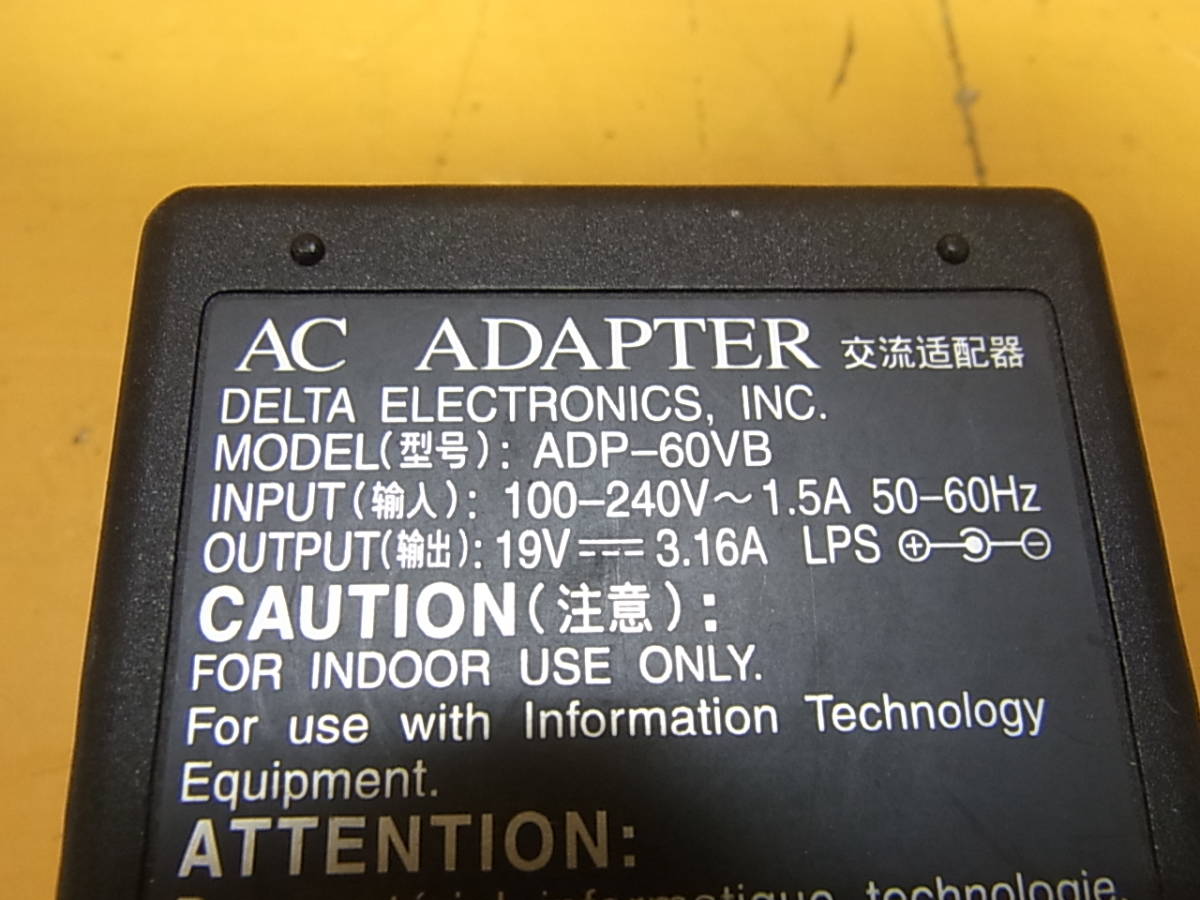 AC ADAPTER 交流适配器
DELTA ELECTRONICS, INC.
MODEL(型号): ADP-60VB
INPUT(输入): 100-240V～1.5A 50-60Hz
OUTPUT(输出): 19V⎓3.16A LPS
CAUTION(注意):
FOR INDOOR USE ONLY.
For use with Information Technology
Equipment.
ATTENTION:
informatique technologie.